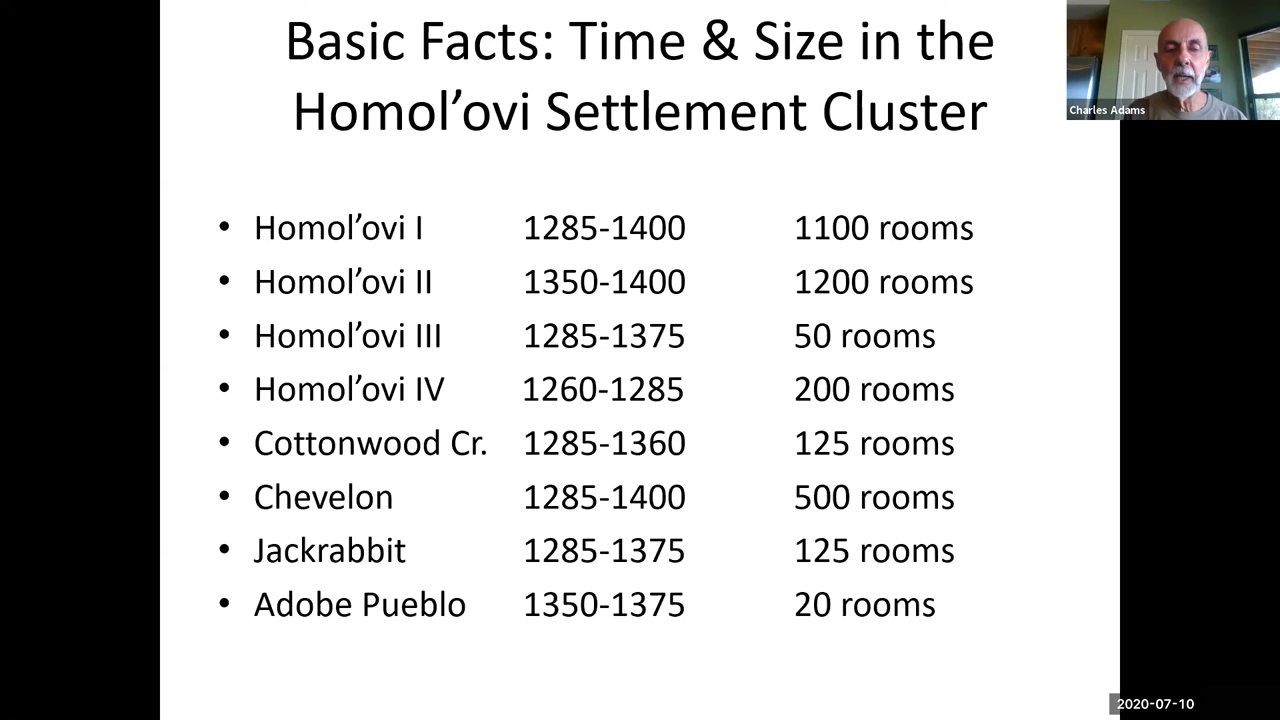 Basic Facts: Time & Size in the
Homol’ovi Settlement Cluster
Charles Adams
• Homol’ovi I 1285-1400 1100 rooms
• Homol’ovi II 1350-1400 1200 rooms
• Homol’ovi III 1285-1375 50 rooms
• Homol’ovi IV 1260-1285 200 rooms
• Cottonwood Cr. 1285-1360 125 rooms
• Chevelon 1285-1400 500 rooms
• Jackrabbit 1285-1375 125 rooms
• Adobe Pueblo 1350-1375 20 rooms
2020-07-10